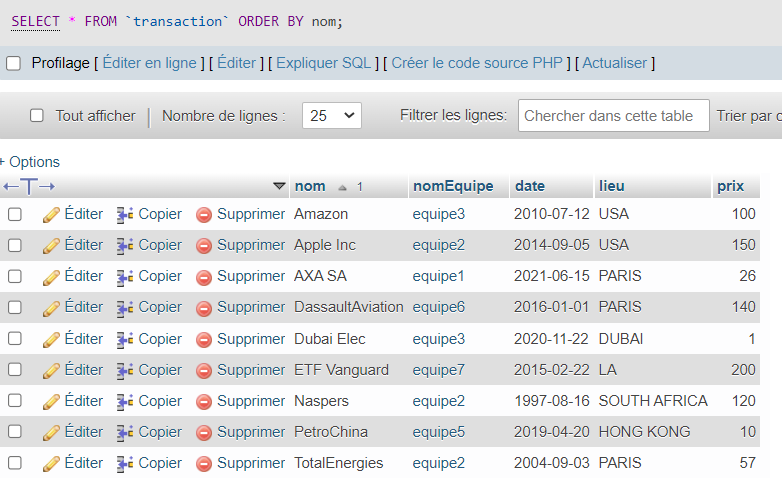 SELECT * FROM `transaction` ORDER BY nom;
Profilage [ Éditer en ligne ] [ Éditer ] [ Expliquer SQL ] [ Créer le code source PHP ] [ Actualiser ]
Tout afficher | Nombre de lignes : 25 Filtrer les lignes: Chercher dans cette table Trier par
+ Options
←T→ nom 1 nomEquipe date lieu prix
Éditer Copier Supprimer Amazon equipe3 2010-07-12 USA 100
Éditer Copier Supprimer Apple Inc equipe2 2014-09-05 USA 150
Éditer Copier Supprimer AXA SA equipe1 2021-06-15 PARIS 26
Éditer Copier Supprimer DassaultAviation equipe6 2016-01-01 PARIS 140
Éditer Copier Supprimer Dubai Elec equipe3 2020-11-22 DUBAI 1
Éditer Copier Supprimer ETF Vanguard equipe7 2015-02-22 LA 200
Éditer Copier Supprimer Naspers equipe2 1997-08-16 SOUTH AFRICA 120
Éditer Copier Supprimer PetroChina equipe5 2019-04-20 HONG KONG 10
Éditer Copier Supprimer TotalEnergies equipe2 2004-09-03 PARIS 57